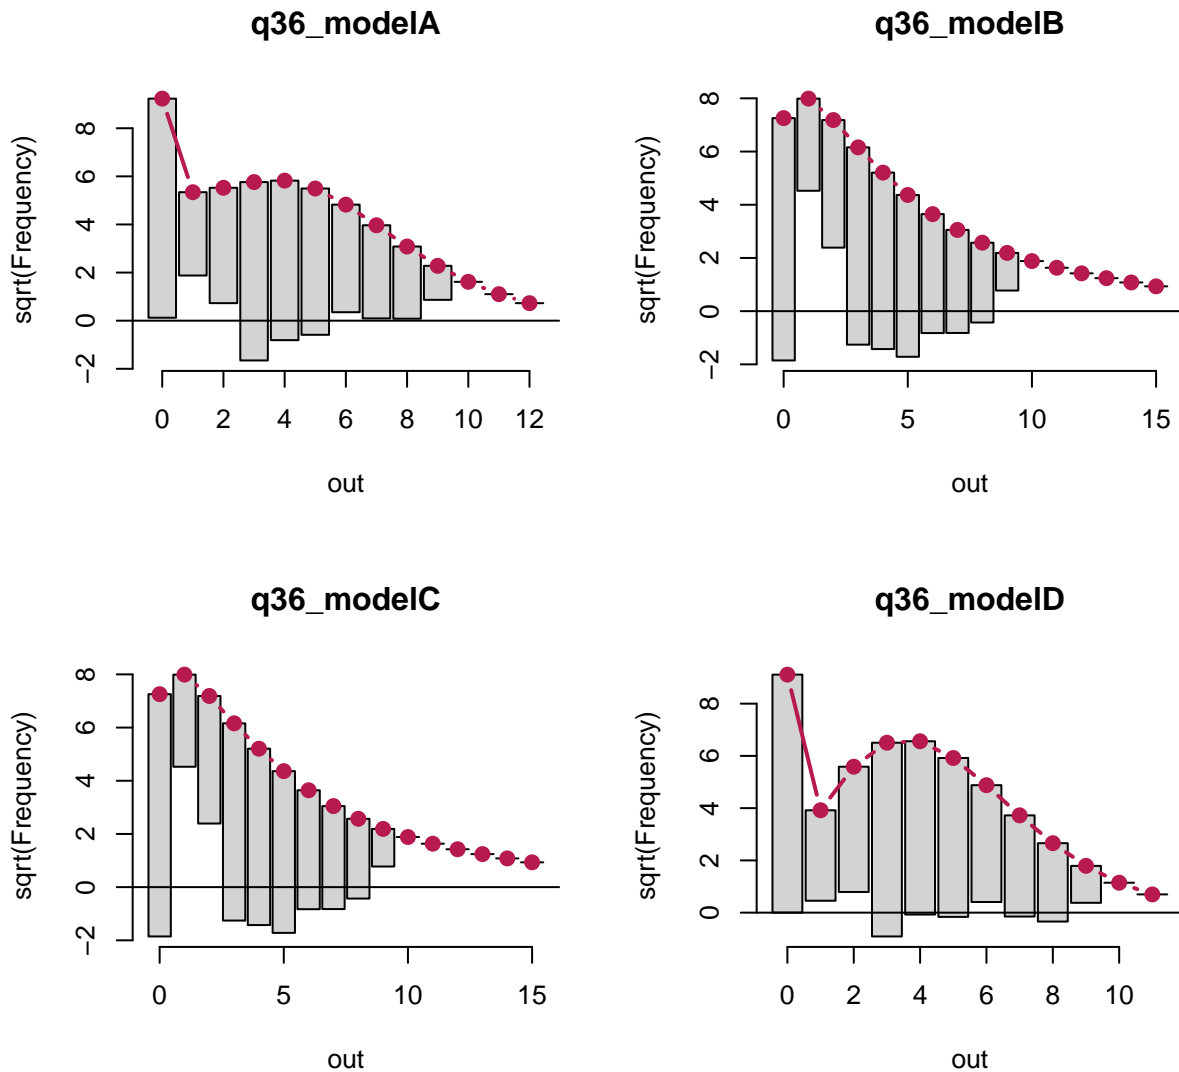 q36_modelA
sqrt(Frequency)
−2 0 2 4 6 8
0 2 4 6 8 10 12
out
q36_modelB
sqrt(Frequency)
−2 0 2 4 6 8
0 5 10 15
out
q36_modelC
sqrt(Frequency)
−2 0 2 4 6 8
0 5 10 15
out
q36_modelD
sqrt(Frequency)
0 2 4 6 8
0 2 4 6 8 10
out